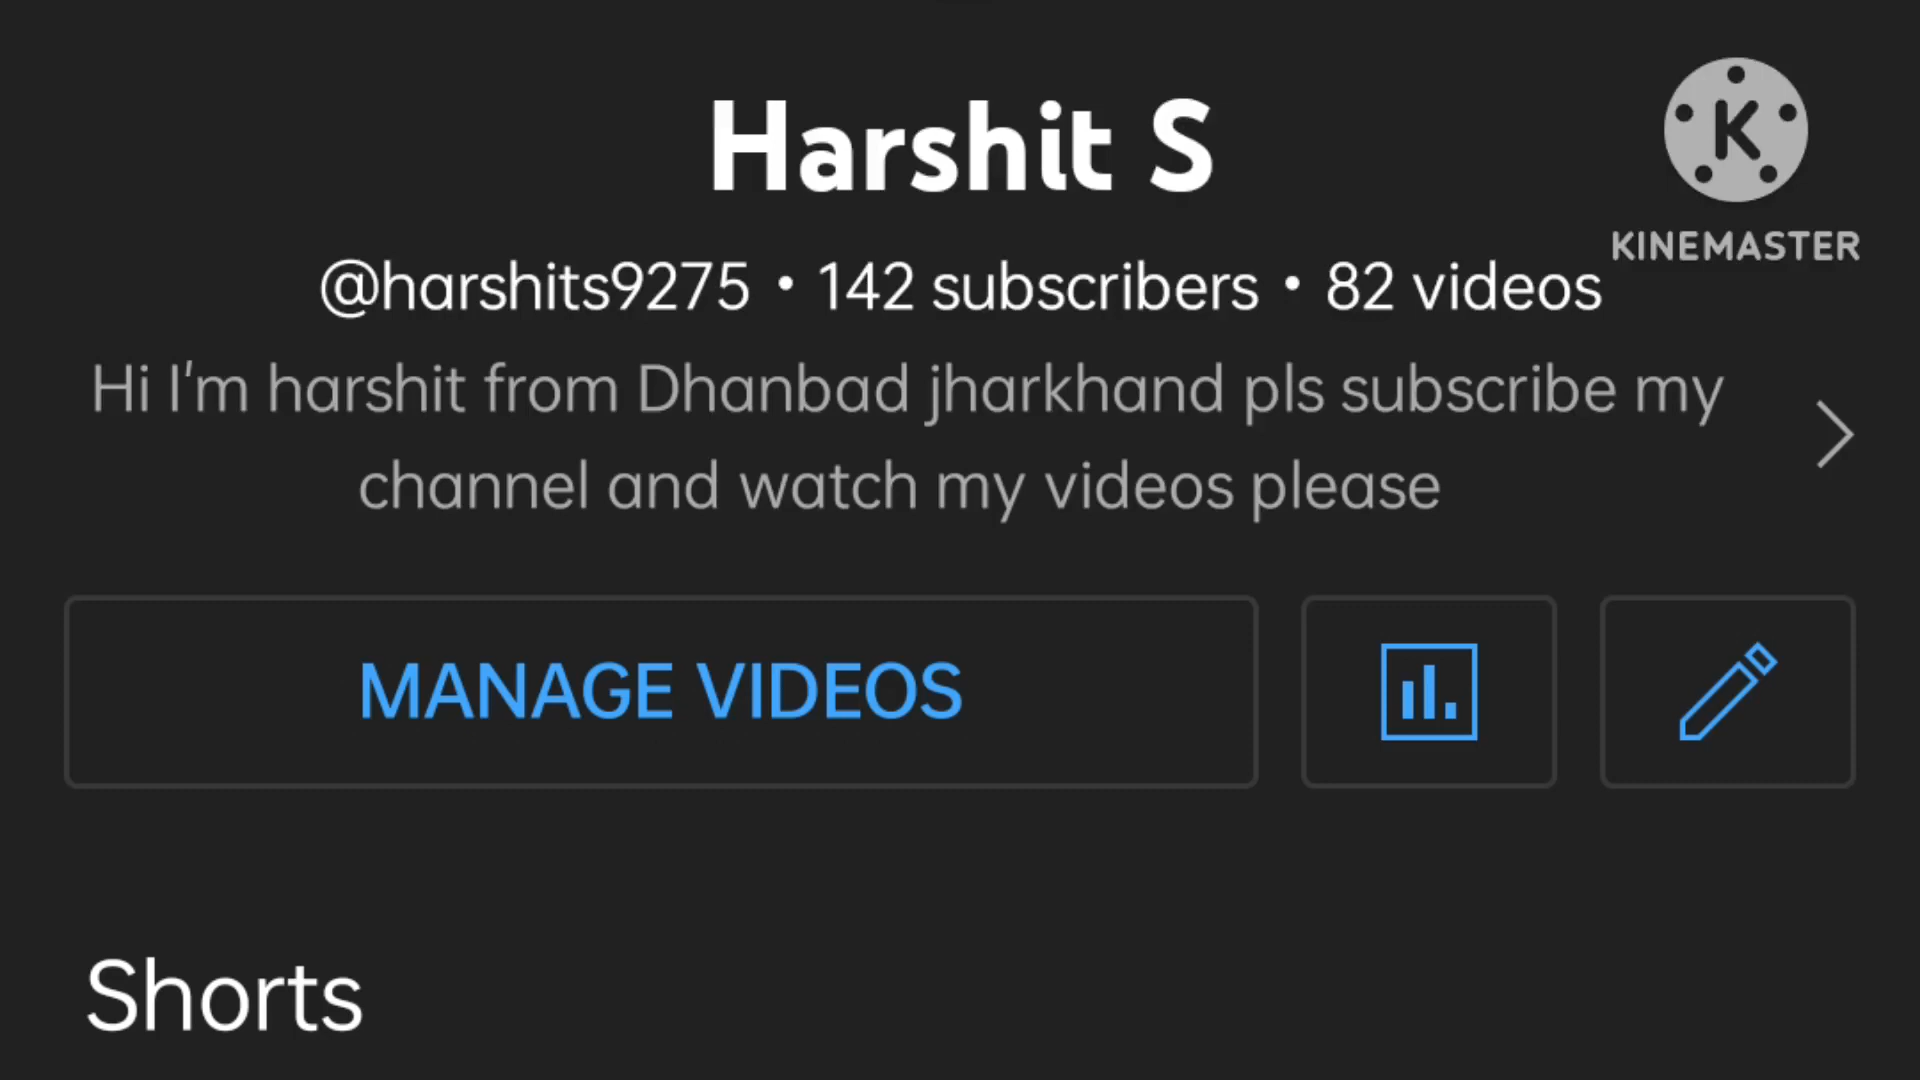 Harshit S
K
KINEMASTER
@harshits9275 • 142 subscribers • 82 videos
Hi I'm harshit from Dhanbad jharkhand pls subscribe my
channel and watch my videos please
MANAGE VIDEOS
Shorts